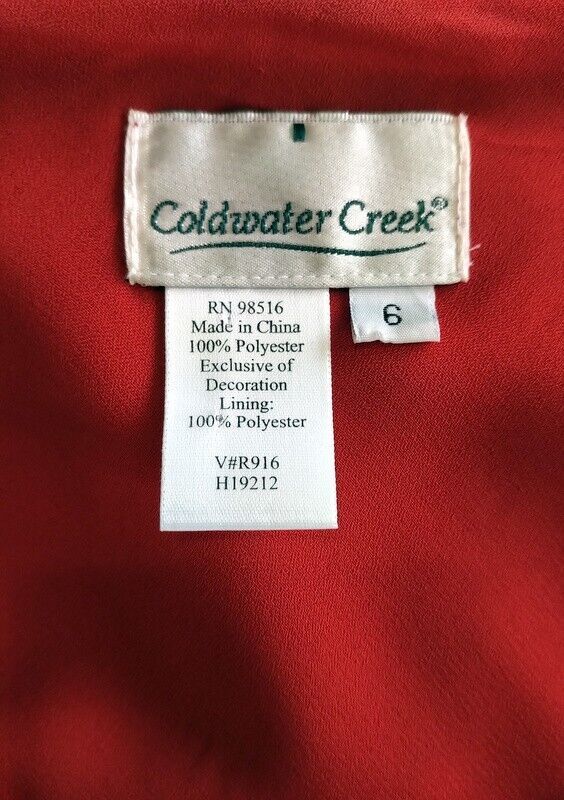 Coldwater Creek®
RN 98516
Made in China
100% Polyester
Exclusive of
Decoration
Lining:
100% Polyester
V#R916
H19212
6